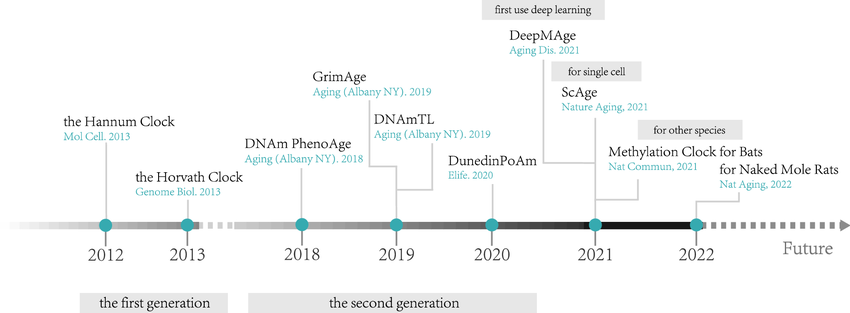 first use deep learning
DeepMAge
Aging Dis. 2021
for single cell
ScAge
Nature Aging, 2021
GrimAge
Aging (Albany NY). 2019
DNAmTL
Aging (Albany NY). 2019
the Hannum Clock
Mol Cell. 2013
for other species
DNAm PhenoAge
Aging (Albany NY). 2018
DunedinPoAm
Elife. 2020
Methylation Clock for Bats
Nat Commun, 2021
for Naked Mole Rats
Nat Aging, 2022
the Horvath Clock
Genome Biol. 2013
2012
2013
2018
2019
2020
2021
2022
Future
the first generation
the second generation